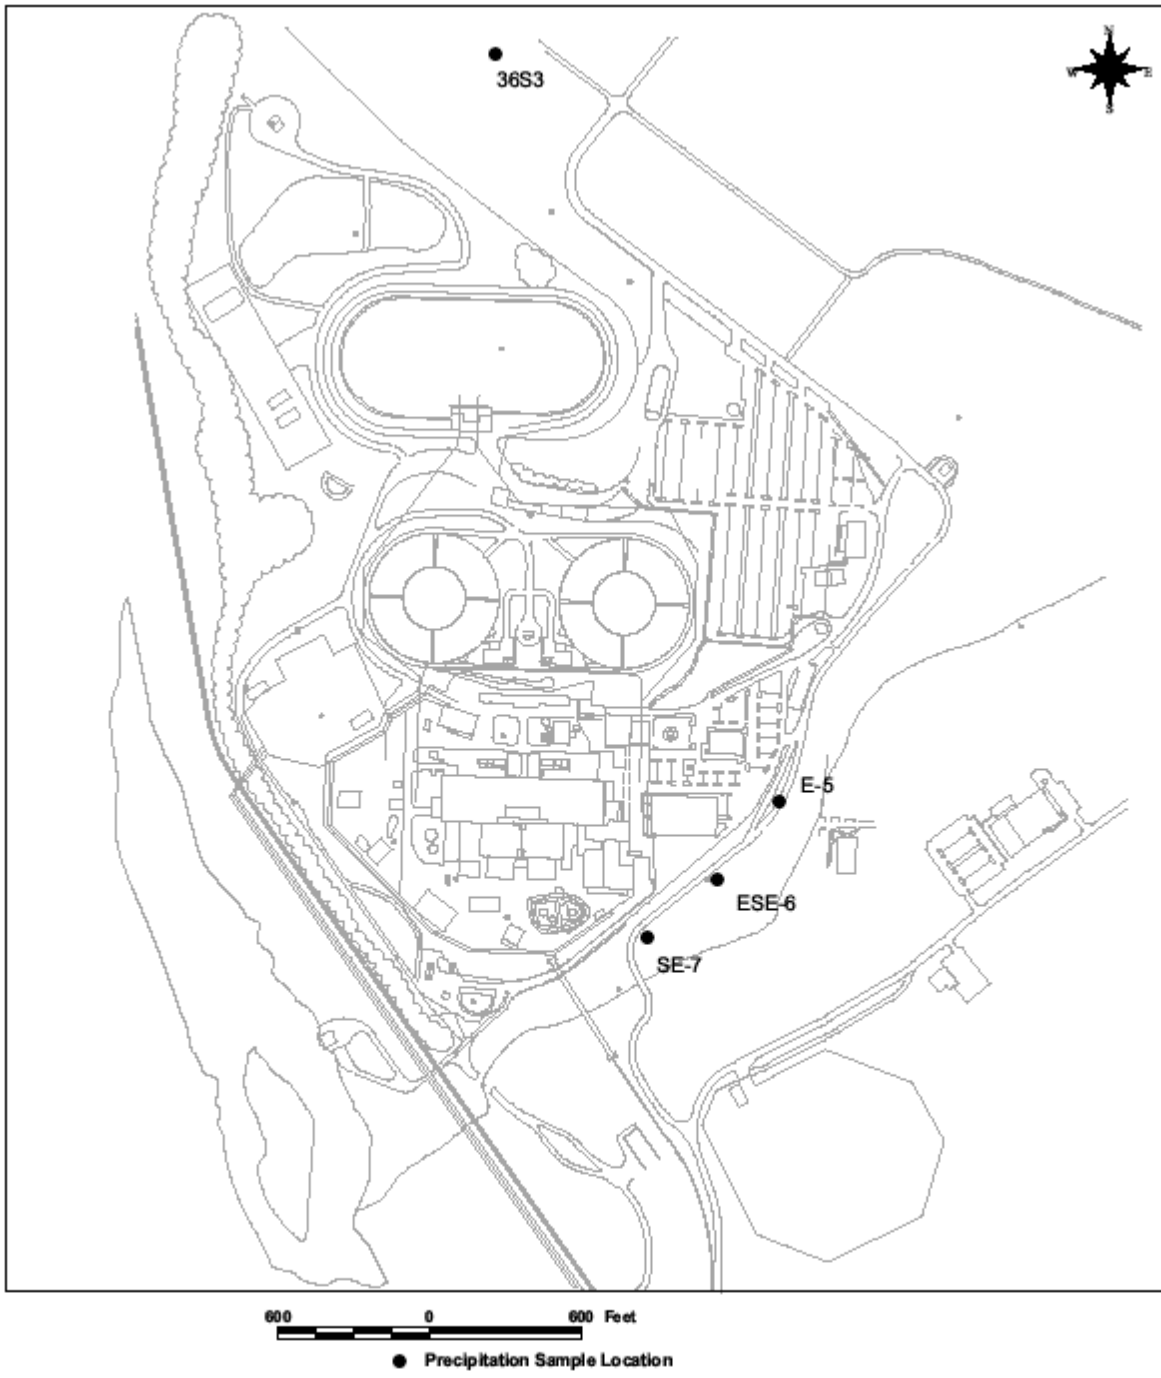 N
36S3
W E
S
E-5
ESE-6
SE-7
600 0 600 Feet
Precipitation Sample Location